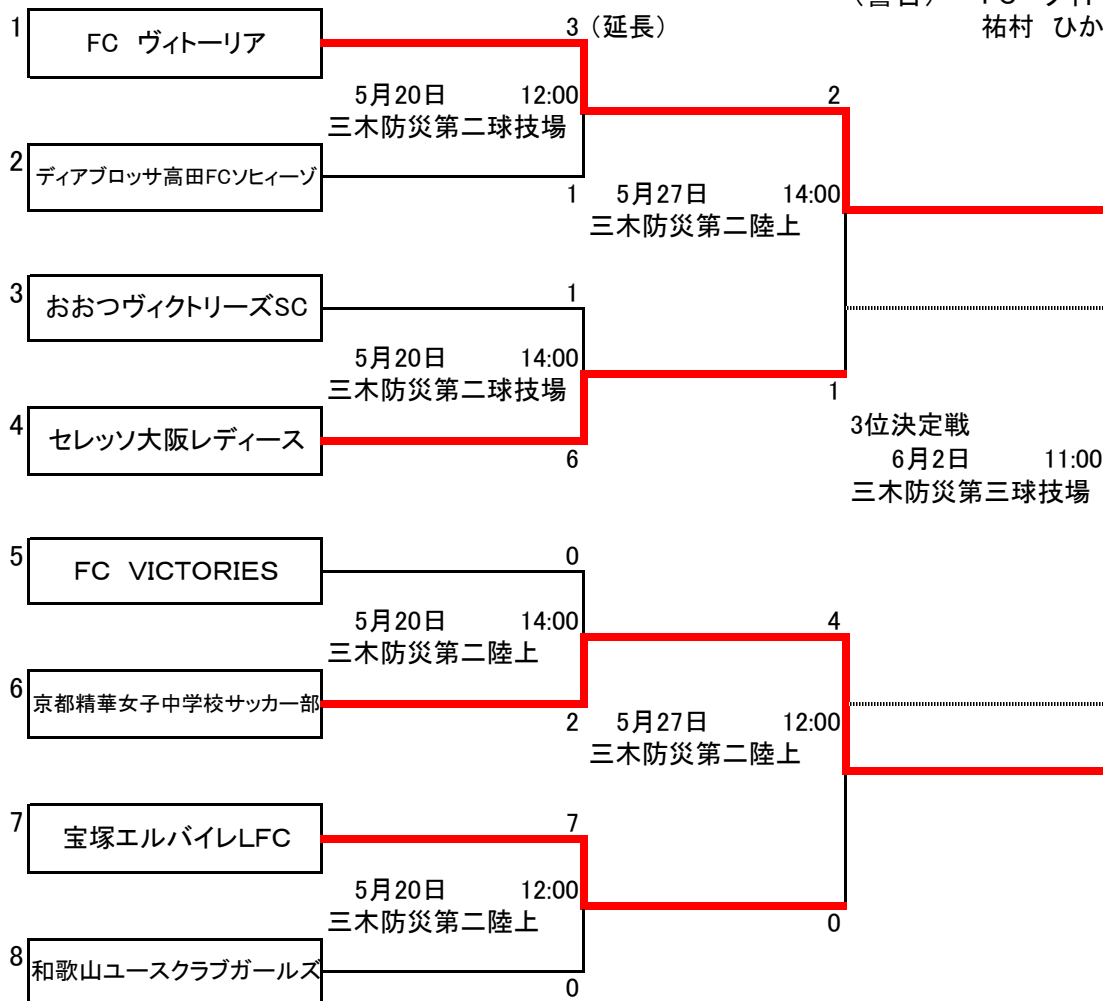 祐村 ひか
1
FC ヴィトーリア
3 (延長)
5月20日 12:00
三木防災第二球技場
2
2
ディアブロッサ高田FCソヒィーゾ
1
5月27日 14:00
三木防災第二陸上
3
おおつヴィクトリーズSC
1
5月20日 14:00
三木防災第二球技場
1
4
セレッソ大阪レディース
6
3位決定戦
6月2日 11:00
三木防災第三球技場
5
FC VICTORIES
0
5月20日 14:00
三木防災第二陸上
4
6
京都精華女子中学校サッカー部
2
5月27日 12:00
三木防災第二陸上
7
宝塚エルバイレLFC
7
5月20日 12:00
三木防災第二陸上
0
8
和歌山ユースクラブガールズ
0